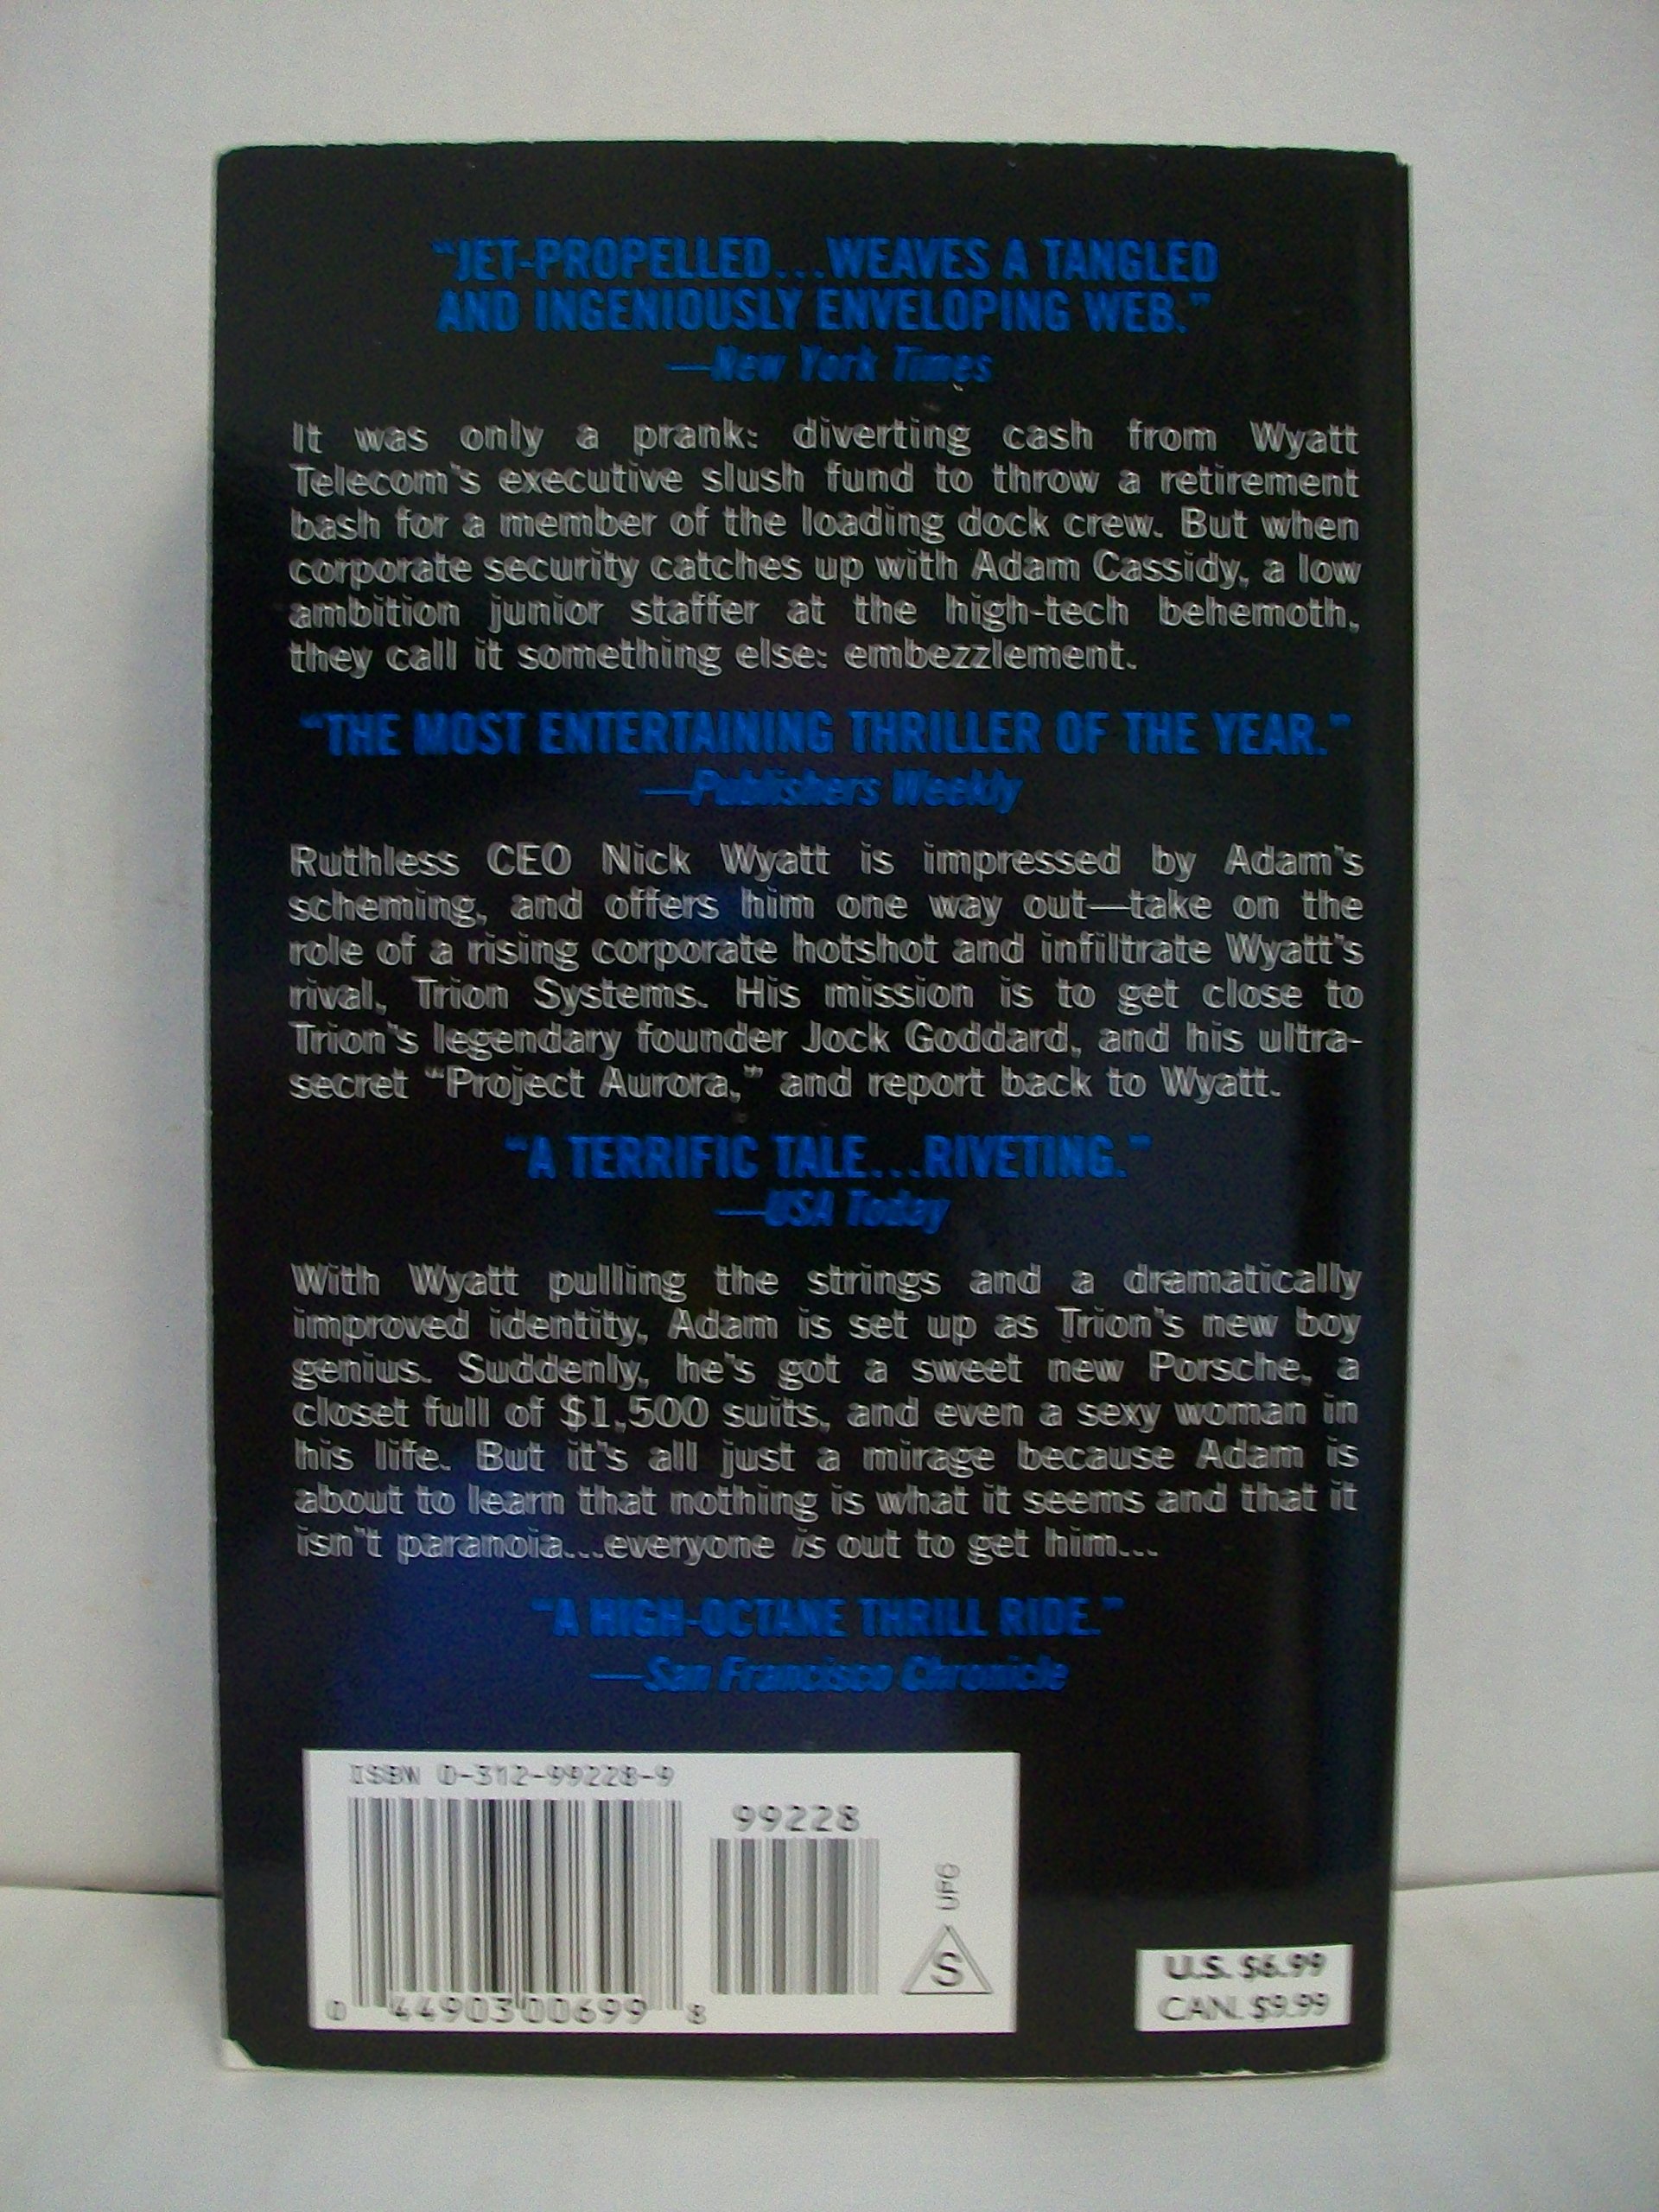 “JET-PROPELLED...WEAVES A TANGLED
AND INGENIOUSLY ENVELOPING WEB.”
—New York Times
It was only a prank: diverting cash from Wyatt
Telecom's executive slush fund to throw a retirement
bash for a member of the loading dock crew. But when
corporate security catches up with Adam Cassidy, a low
ambition junior staffer at the high-tech behemoth,
they call it something else: embezzlement.
“THE MOST ENTERTAINING THRILLER OF THE YEAR.”
—Publishers Weekly
Ruthless CEO Nick Wyatt is impressed by Adam's
scheming, and offers him one way out—take on the
role of a rising corporate hotshot and infiltrate Wyatt's
rival, Trion Systems. His mission is to get close to
Trion's legendary founder Jock Goddard, and his ultra-
secret “Project Aurora,” and report back to Wyatt.
“A TERRIFIC TALE...RIVETING.”
—USA Today
With Wyatt pulling the strings and a dramatically
improved identity, Adam is set up as Trion's new boy
genius. Suddenly, he's got a sweet new Porsche, a
closet full of $1,500 suits, and even a sexy woman in
his life. But it's all just a mirage because Adam is
about to learn that nothing is what it seems and that it
isn't paranoia...everyone is out to get him...
“A HIGH-OCTANE THRILL RIDE.”
—San Francisco Chronicle
ISBN 0-312-99228-9
99228
UPG
S
0 44903 00699 8
U.S. $6.99
CAN. $9.99